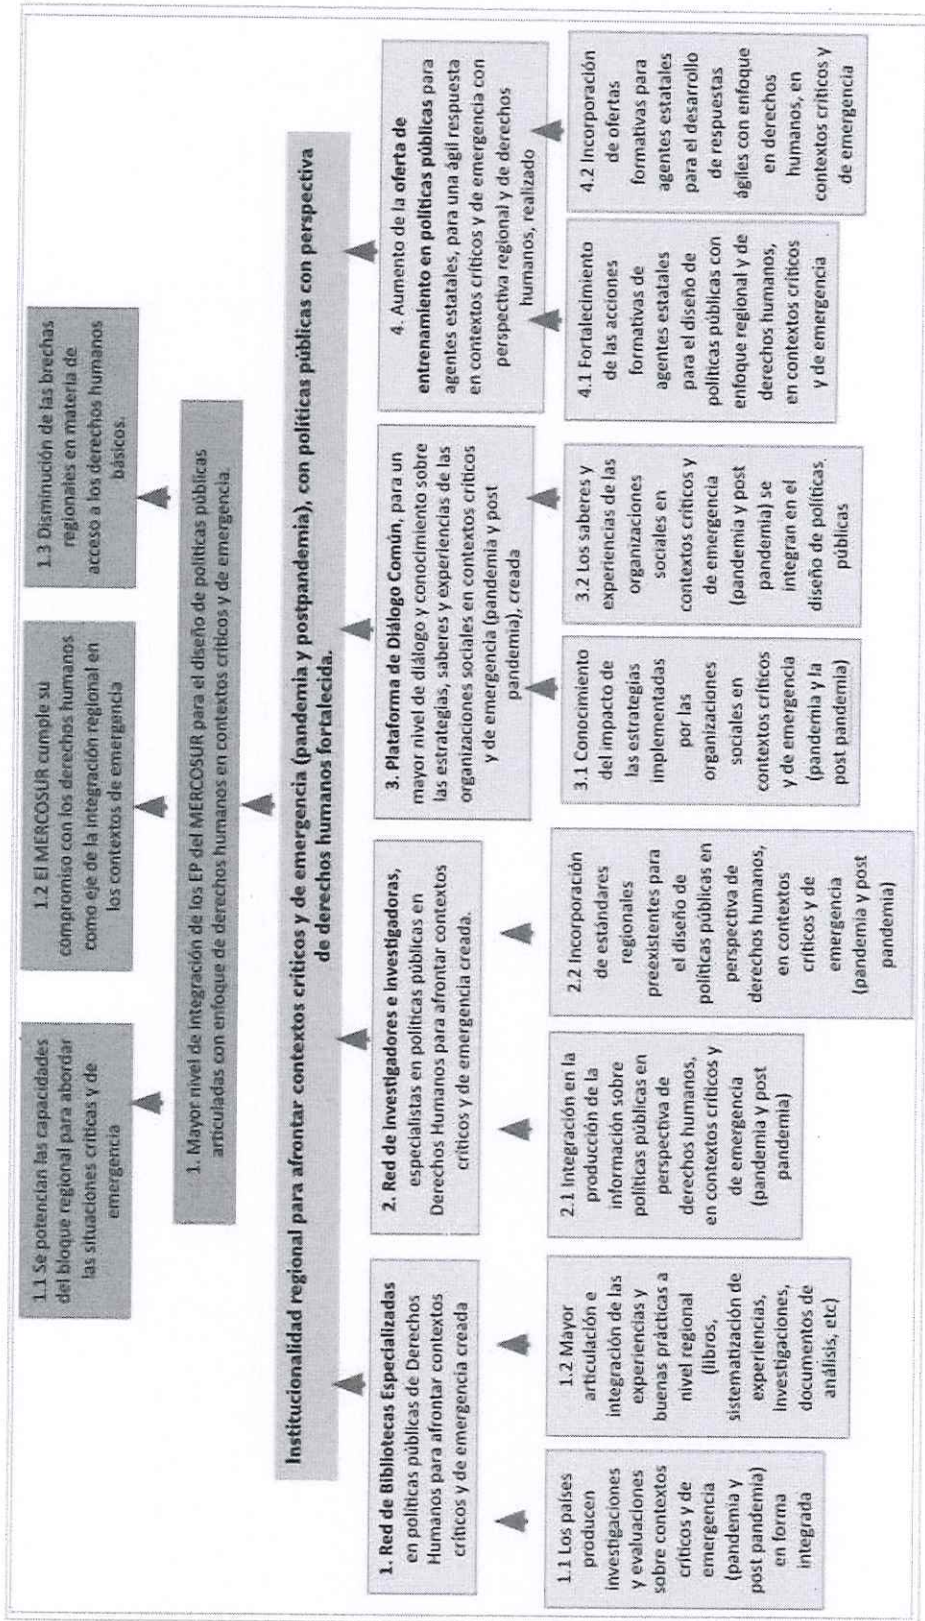 1.1 Se potencian las capacidades
del bloque regional para abordar
las situaciones críticas y de
emergencia
1.2 El MERCOSUR cumple su
compromiso con los derechos humanos
como eje de la integración regional en
los contextos de emergencia
1.3 Disminución de las brechas
regionales en materia de
acceso a los derechos humanos
básicos.
1. Mayor nivel de integración de los EP del MERCOSUR para el diseño de políticas públicas
articuladas con enfoque de derechos humanos en contextos críticos y de emergencia.
Institucionalidad regional para afrontar contextos críticos y de emergencia (pandemia y postpandemia), con políticas públicas con perspectiva
de derechos humanos fortalecida.
1. Red de Bibliotecas Especializadas
en políticas públicas de Derechos
Humanos para afrontar contextos
críticos y de emergencia creada
2. Red de Investigadores e Investigadoras,
especialistas en políticas públicas en
Derechos Humanos para afrontar contextos
críticos y de emergencia creada.
3. Plataforma de Diálogo Común, para un
mayor nivel de diálogo y conocimiento sobre
las estrategias, saberes y experiencias de las
organizaciones sociales en contextos críticos
y de emergencia (pandemia y post
pandemia), creada
4. Aumento de la oferta de
entrenamiento en políticas públicas para
agentes estatales, para una ágil respuesta
en contextos críticos y de emergencia con
perspectiva regional y de derechos
humanos, realizado
1.1 Los países
producen
investigaciones
y evaluaciones
sobre contextos
críticos y de
emergencia
(pandemia y
post pandemia)
en forma
integrada
1.2 Mayor
articulación e
integración de las
experiencias y
buenas prácticas a
nivel regional
(libros,
sistematización de
experiencias,
Investigaciones,
documentos de
análisis, etc)
2.1 Integración en la
producción de la
información sobre
políticas públicas en
perspectiva de
derechos humanos,
en contextos críticos y
de emergencia
(pandemia y post
pandemia)
2.2 Incorporación
de estándares
regionales
preexistentes para
el diseño de
políticas públicas en
perspectiva de
derechos humanos,
en contextos
críticos y de
emergencia
(pandemia y post
pandemia)
3.1 Conocimiento
del impacto de
las estrategias
implementadas
por las
organizaciones
sociales en
contextos críticos
y de emergencia
(pandemia y la
post pandemia)
3.2 Los saberes y
experiencias de las
organizaciones
sociales en
contextos críticos y
de emergencia
(pandemia y post
pandemia) se
integran en el
diseño de políticas
públicas
4.1 Fortalecimiento
de las acciones
formativas de
agentes estatales
para el diseño de
políticas públicas con
enfoque regional y de
derechos humanos,
en contextos críticos
y de emergencia
4.2 Incorporación
de ofertas
formativas para
agentes estatales
para el desarrollo
de respuestas
ágiles con enfoque
en derechos
humanos, en
contextos críticos y
de emergencia